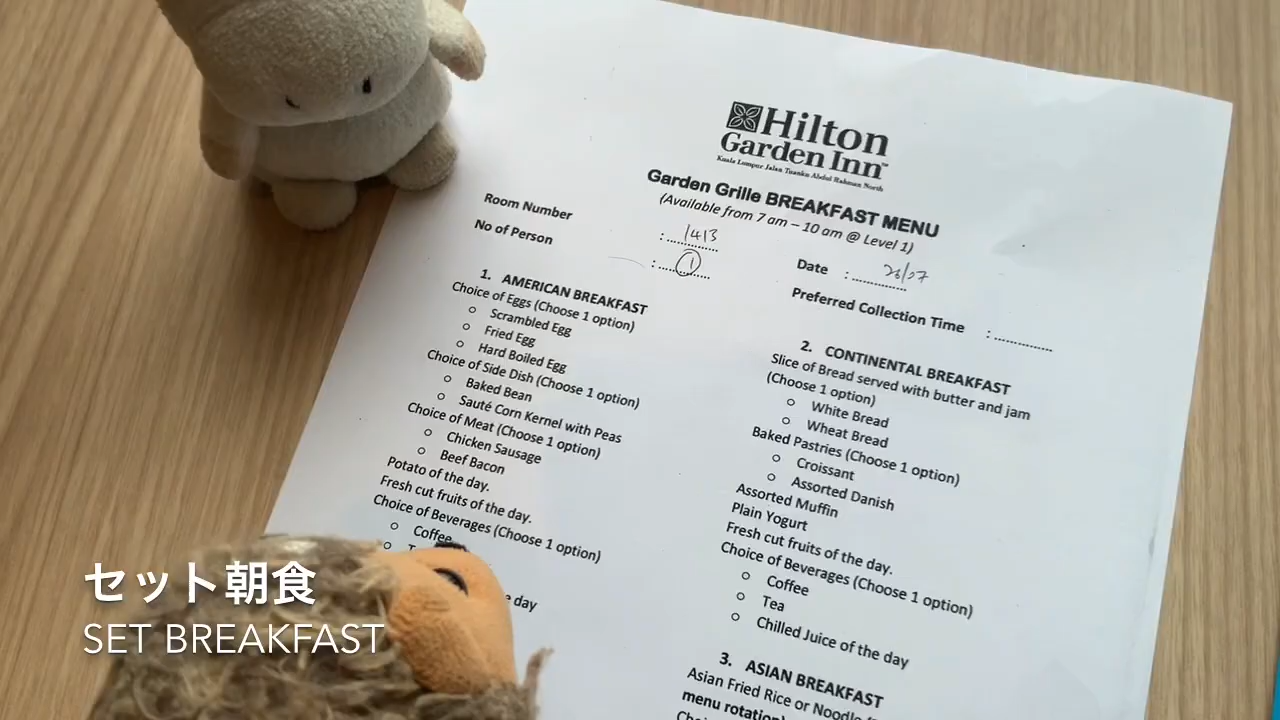 Hilton
Garden Inn™
Kuala Lumpur Jalan Tuanku Abdul Rahman North
Garden Grille BREAKFAST MENU
(Available from 7 am – 10 am @ Level 1)
Room Number : 1413
No of Person : 1
Date : 26/07
Preferred Collection Time :
1. AMERICAN BREAKFAST
Choice of Eggs (Choose 1 option)
Scrambled Egg
Fried Egg
Hard Boiled Egg
Choice of Side Dish (Choose 1 option)
Baked Bean
Sauté Corn Kernel with Peas
Choice of Meat (Choose 1 option)
Chicken Sausage
Beef Bacon
Potato of the day.
Fresh cut fruits of the day.
Choice of Beverages (Choose 1 option)
Coffee
day
2. CONTINENTAL BREAKFAST
Slice of Bread served with butter and jam
(Choose 1 option)
White Bread
Wheat Bread
Baked Pastries (Choose 1 option)
Croissant
Assorted Danish
Assorted Muffin
Plain Yogurt
Fresh cut fruits of the day.
Choice of Beverages (Choose 1 option)
Coffee
Tea
Chilled Juice of the day
3. ASIAN BREAKFAST
Asian Fried Rice or Noodle
menu rotation)
セット朝食
SET BREAKFAST